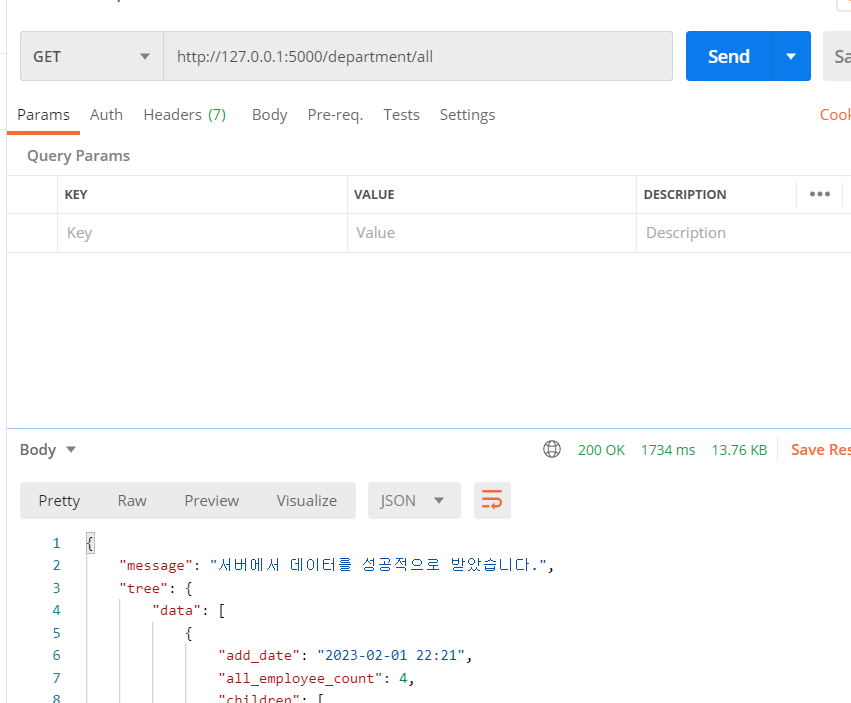 GET http://127.0.0.1:5000/department/all Send Sa
Params Auth Headers (7) Body Pre-req. Tests Settings Cook
Query Params
KEY VALUE DESCRIPTION •••
Key Value Description
Body 200 OK 1734 ms 13.76 KB Save Res
Pretty Raw Preview Visualize JSON
1 {
2 "message": "서버에서 데이터를 성공적으로 받았습니다.",
3 "tree": {
4 "data": [
5 {
6 "add_date": "2023-02-01 22:21",
7 "all_employee_count": 4,
8 "children": [